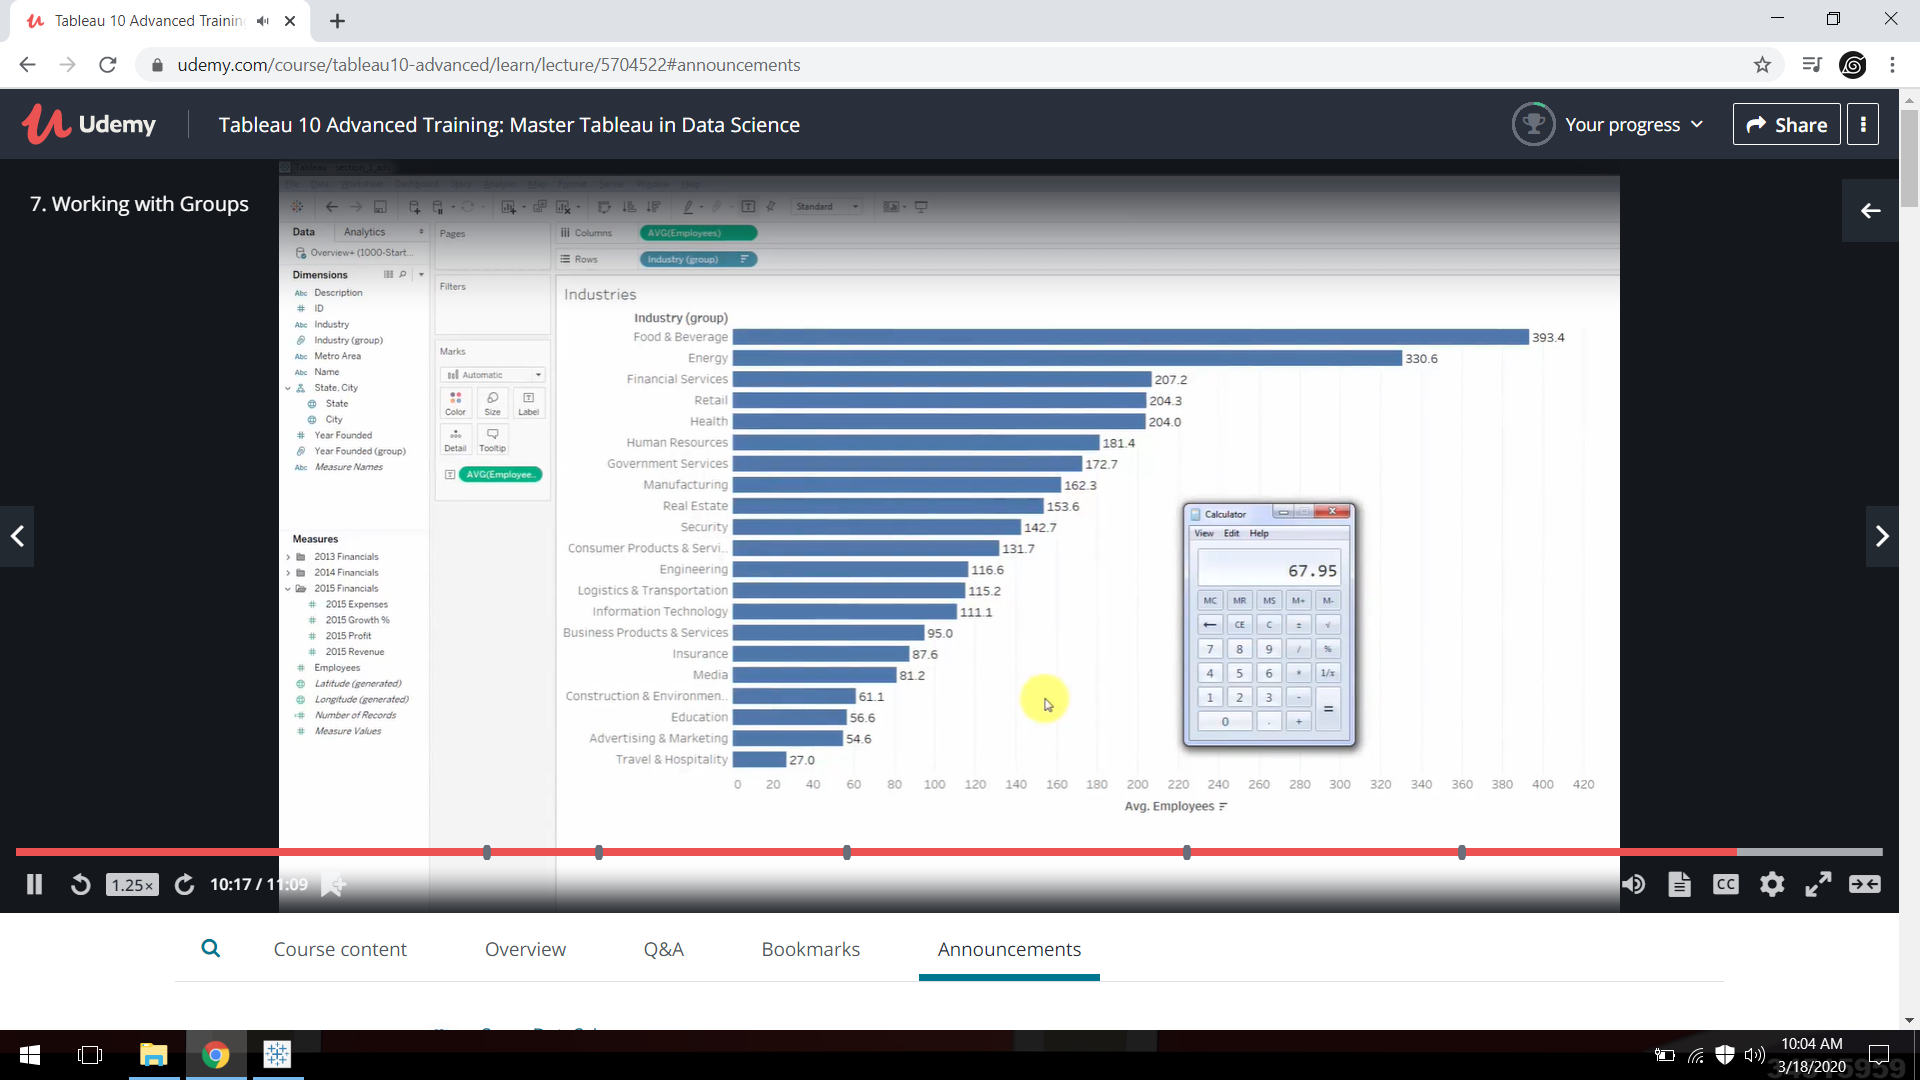 Tableau 10 Advanced Trainin
udemy.com/course/tableau10-advanced/learn/lecture/5704522#announcements
Udemy
Tableau 10 Advanced Training: Master Tableau in Data Science
Your progress
Share
7. Working with Groups
Standard
Data
Analytics
Overview+ (1000-Start...
Dimensions
Abc Description
# ID
Abc Industry
Industry (group)
Abc Metro Area
Abc Name
State, City
State
City
# Year Founded
Year Founded (group)
Abc Measure Names
Measures
2013 Financials
2014 Financials
2015 Financials
# 2015 Expenses
# 2015 Growth %
# 2015 Profit
# 2015 Revenue
# Employees
Latitude (generated)
Longitude (generated)
Number of Records
# Measure Values
Pages
Filters
Marks
Automatic
Color
Size
Label
Detail
Tooltip
AVG(Employee..
Columns
AVG(Employees)
Rows
Industry (group)
Industries
Industry (group)
Food & Beverage 393.4
Energy 330.6
Financial Services 207.2
Retail 204.3
Health 204.0
Human Resources 181.4
Government Services 172.7
Manufacturing 162.3
Real Estate 153.6
Security 142.7
Consumer Products & Servi.. 131.7
Engineering 116.6
Logistics & Transportation 115.2
Information Technology 111.1
Business Products & Services 95.0
Insurance 87.6
Media 81.2
Construction & Environmen.. 61.1
Education 56.6
Advertising & Marketing 54.6
Travel & Hospitality 27.0
0 20 40 60 80 100 120 140 160 180 200 220 240 260 280 300 320 340 360 380 400 420
Avg. Employees
Calculator
View Edit Help
67.95
MC MR MS M+ M-
← CE C ± √
7 8 9 / %
4 5 6 * 1/x
1 2 3 - =
0 . +
1.25×
10:17 / 11:09
CC
Course content
Overview
Q&A
Bookmarks
Announcements
10:04 AM
3/18/2020